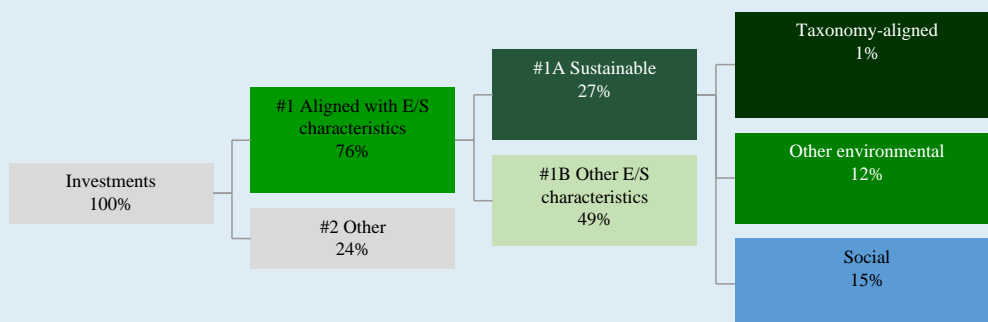 Investments
100%
#1 Aligned with E/S
characteristics
76%
#2 Other
24%
#1A Sustainable
27%
#1B Other E/S
characteristics
49%
Taxonomy-aligned
1%
Other environmental
12%
Social
15%